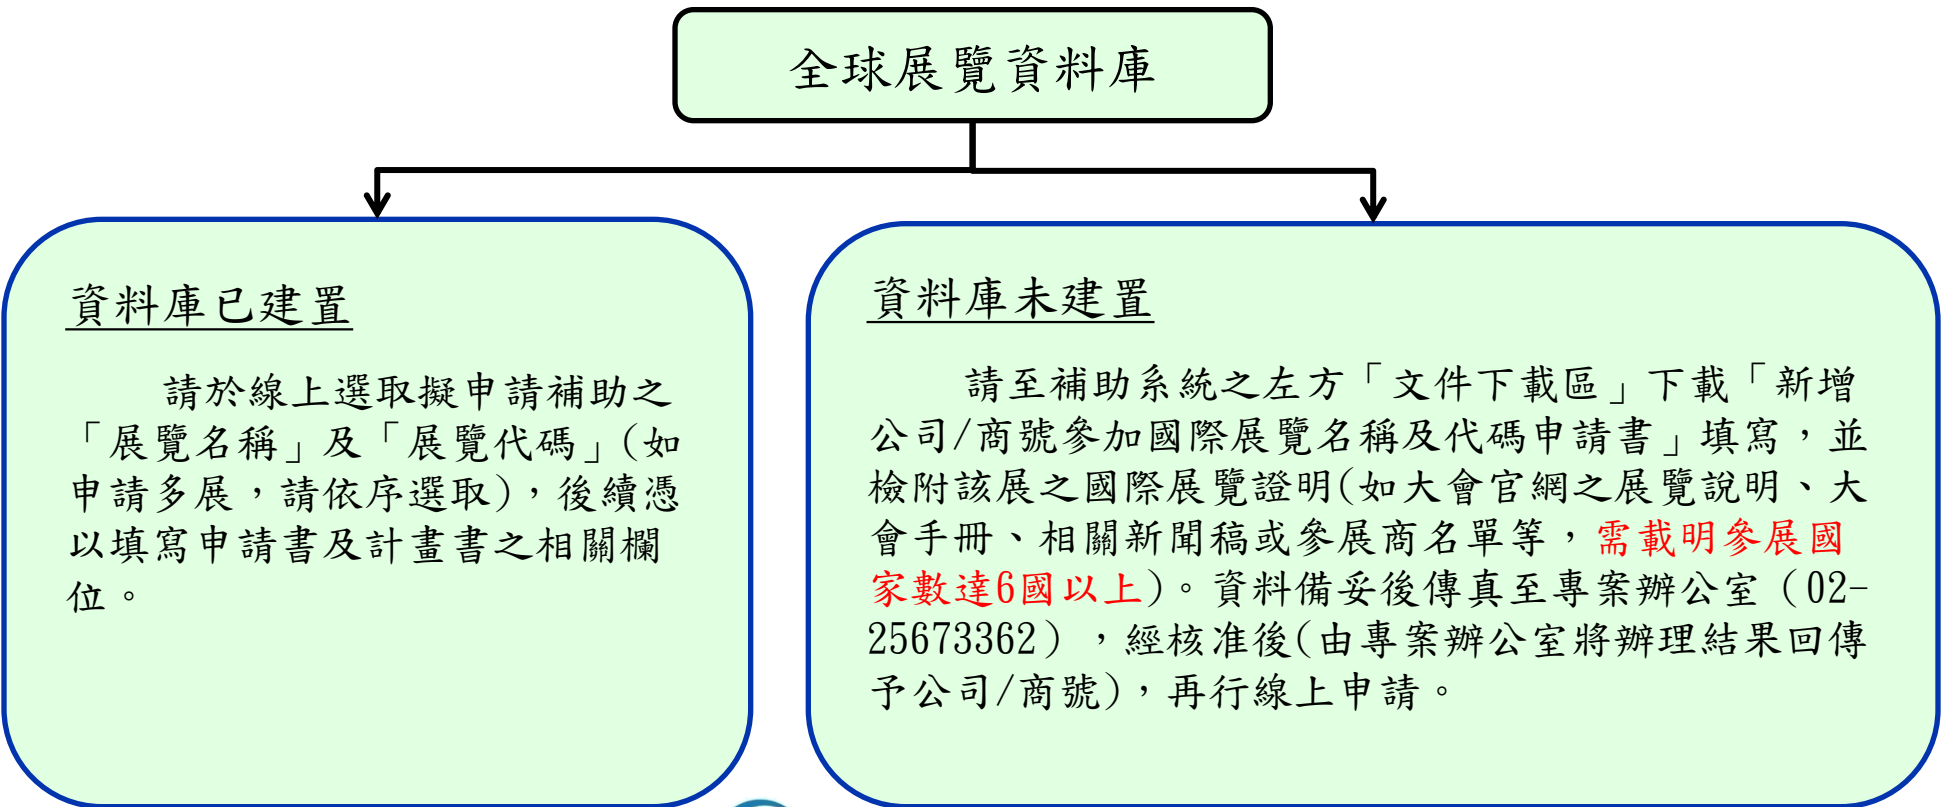 全球展覽資料庫
資料庫已建置
請於線上選取擬申請補助之
「展覽名稱」及「展覽代碼」(如
申請多展，請依序選取)，後續憑
以填寫申請書及計畫書之相關欄
位。
資料庫未建置
請至補助系統之左方「文件下載區」下載「新增
公司/商號參加國際展覽名稱及代碼申請書」填寫，並
檢附該展之國際展覽證明(如大會官網之展覽說明、大
會手冊、相關新聞稿或參展商名單等，需載明參展國
家數達6國以上)。資料備妥後傳真至專案辦公室（02-
25673362），經核准後(由專案辦公室將辦理結果回傳
予公司/商號)，再行線上申請。